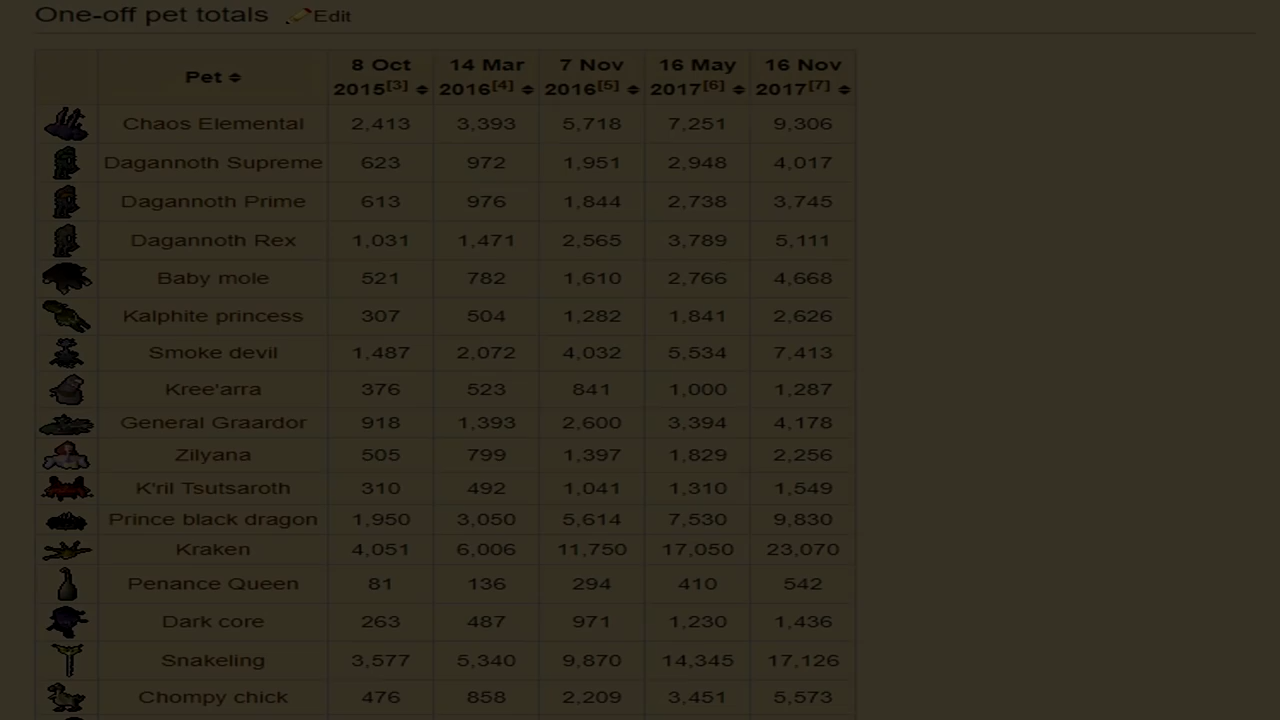 One-off pet totals Edit
Pet 8 Oct 2015[3] 14 Mar 2016[4] 7 Nov 2016[5] 16 May 2017[6] 16 Nov 2017[7]
Chaos Elemental 2,413 3,393 5,718 7,251 9,306
Dagannoth Supreme 623 972 1,951 2,948 4,017
Dagannoth Prime 613 976 1,844 2,738 3,745
Dagannoth Rex 1,031 1,471 2,565 3,789 5,111
Baby mole 521 782 1,610 2,766 4,668
Kalphite princess 307 504 1,282 1,841 2,626
Smoke devil 1,487 2,072 4,032 5,534 7,413
Kree'arra 376 523 841 1,000 1,287
General Graardor 918 1,393 2,600 3,394 4,178
Zilyana 505 799 1,397 1,829 2,256
K'ril Tsutsaroth 310 492 1,041 1,310 1,549
Prince black dragon 1,950 3,050 5,614 7,530 9,830
Kraken 4,051 6,006 11,750 17,050 23,070
Penance Queen 81 136 294 410 542
Dark core 263 487 971 1,230 1,436
Snakeling 3,577 5,340 9,870 14,345 17,126
Chompy chick 476 858 2,209 3,451 5,573